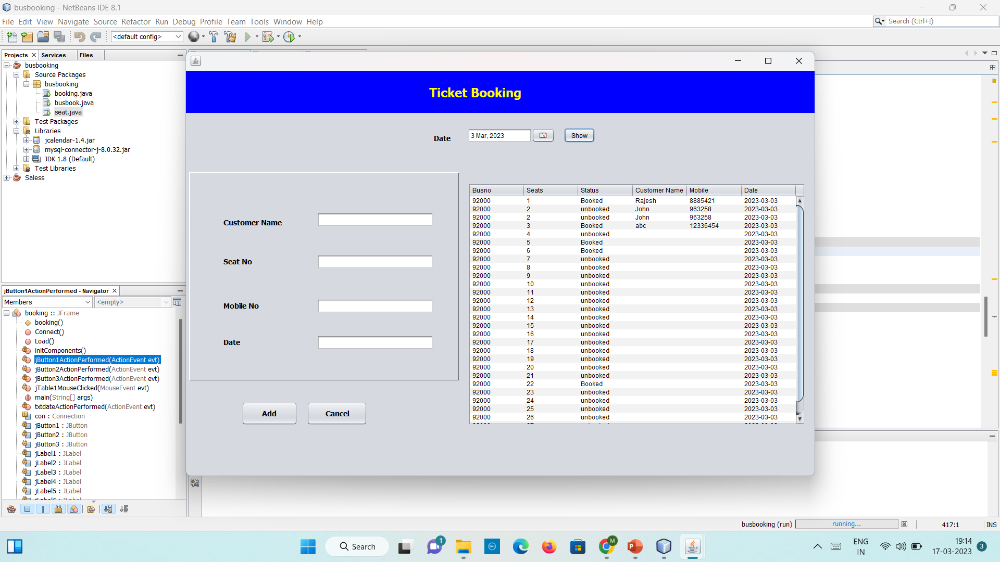 busbooking - NetBeans IDE 8.1
File Edit View Navigate Source Refactor Run Debug Profile Team Tools Window Help
Search (Ctrl+I)
<default config>
Projects Services Files
busbooking
Source Packages
busbooking
booking.java
busbook.java
seat.java
Test Packages
Libraries
jcalendar-1.4.jar
mysql-connector-j-8.0.32.jar
JDK 1.8 (Default)
Test Libraries
Saless
jButton1ActionPerformed - Navigator
Members <empty>
booking :: JFrame
booking()
Connect()
Load()
initComponents()
jButton1ActionPerformed(ActionEvent evt)
jButton2ActionPerformed(ActionEvent evt)
jButton3ActionPerformed(ActionEvent evt)
jTable1MouseClicked(MouseEvent evt)
main(String[] args)
txtdateActionPerformed(ActionEvent evt)
con : Connection
jButton1 : JButton
jButton2 : JButton
jButton3 : JButton
jLabel1 : JLabel
jLabel2 : JLabel
jLabel3 : JLabel
jLabel4 : JLabel
jLabel5 : JLabel
Ticket Booking
Date 3 Mar, 2023 Show
Customer Name
Seat No
Mobile No
Date
Add Cancel
Busno Seats Status Customer Name Mobile Date
92000 1 Booked Rajesh 8885421 2023-03-03
92000 2 unbooked John 963258 2023-03-03
92000 2 unbooked John 963258 2023-03-03
92000 3 Booked abc 12336454 2023-03-03
92000 4 unbooked 2023-03-03
92000 5 Booked 2023-03-03
92000 6 Booked 2023-03-03
92000 7 unbooked 2023-03-03
92000 8 unbooked 2023-03-03
92000 9 unbooked 2023-03-03
92000 10 unbooked 2023-03-03
92000 11 unbooked 2023-03-03
92000 12 unbooked 2023-03-03
92000 13 unbooked 2023-03-03
92000 14 unbooked 2023-03-03
92000 15 unbooked 2023-03-03
92000 16 unbooked 2023-03-03
92000 17 unbooked 2023-03-03
92000 18 unbooked 2023-03-03
92000 19 unbooked 2023-03-03
92000 20 unbooked 2023-03-03
92000 21 unbooked 2023-03-03
92000 22 Booked 2023-03-03
92000 23 unbooked 2023-03-03
92000 24 unbooked 2023-03-03
92000 25 unbooked 2023-03-03
92000 26 unbooked 2023-03-03
busbooking (run) running... 417:1 INS
Search
1
DELL
M
P
ENG
IN
19:14
17-03-2023
3